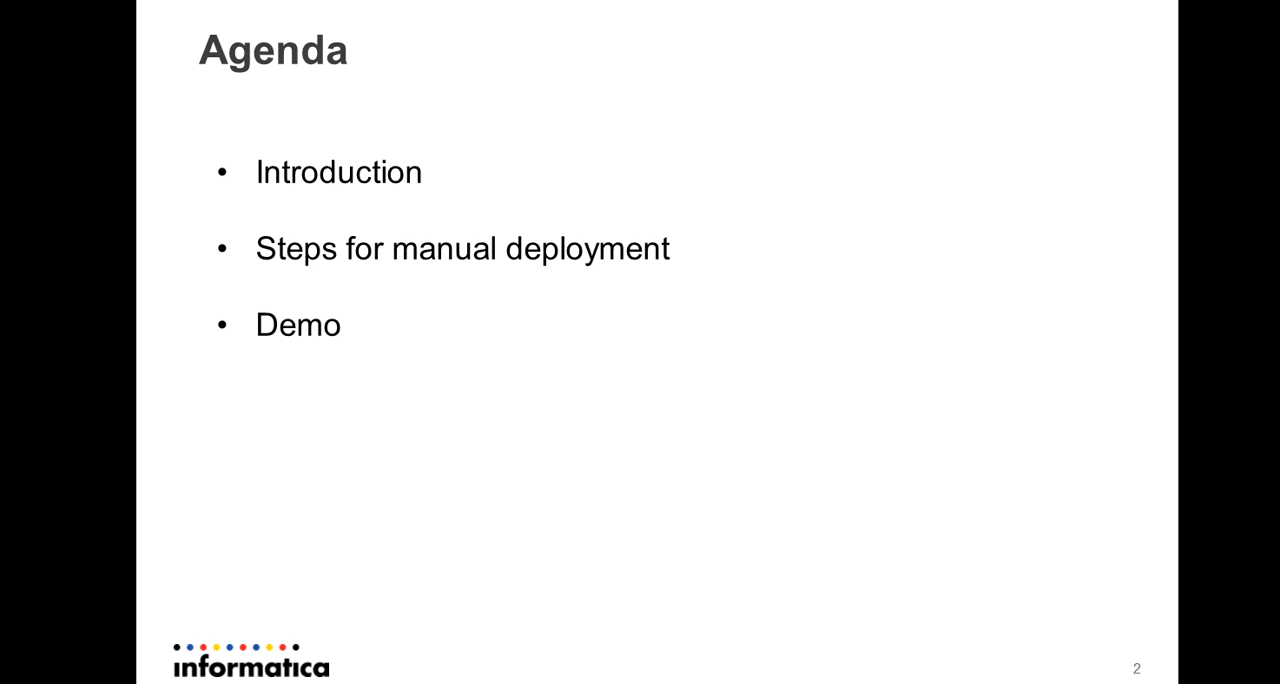 Agenda
• Introduction
• Steps for manual deployment
• Demo
informatica
2